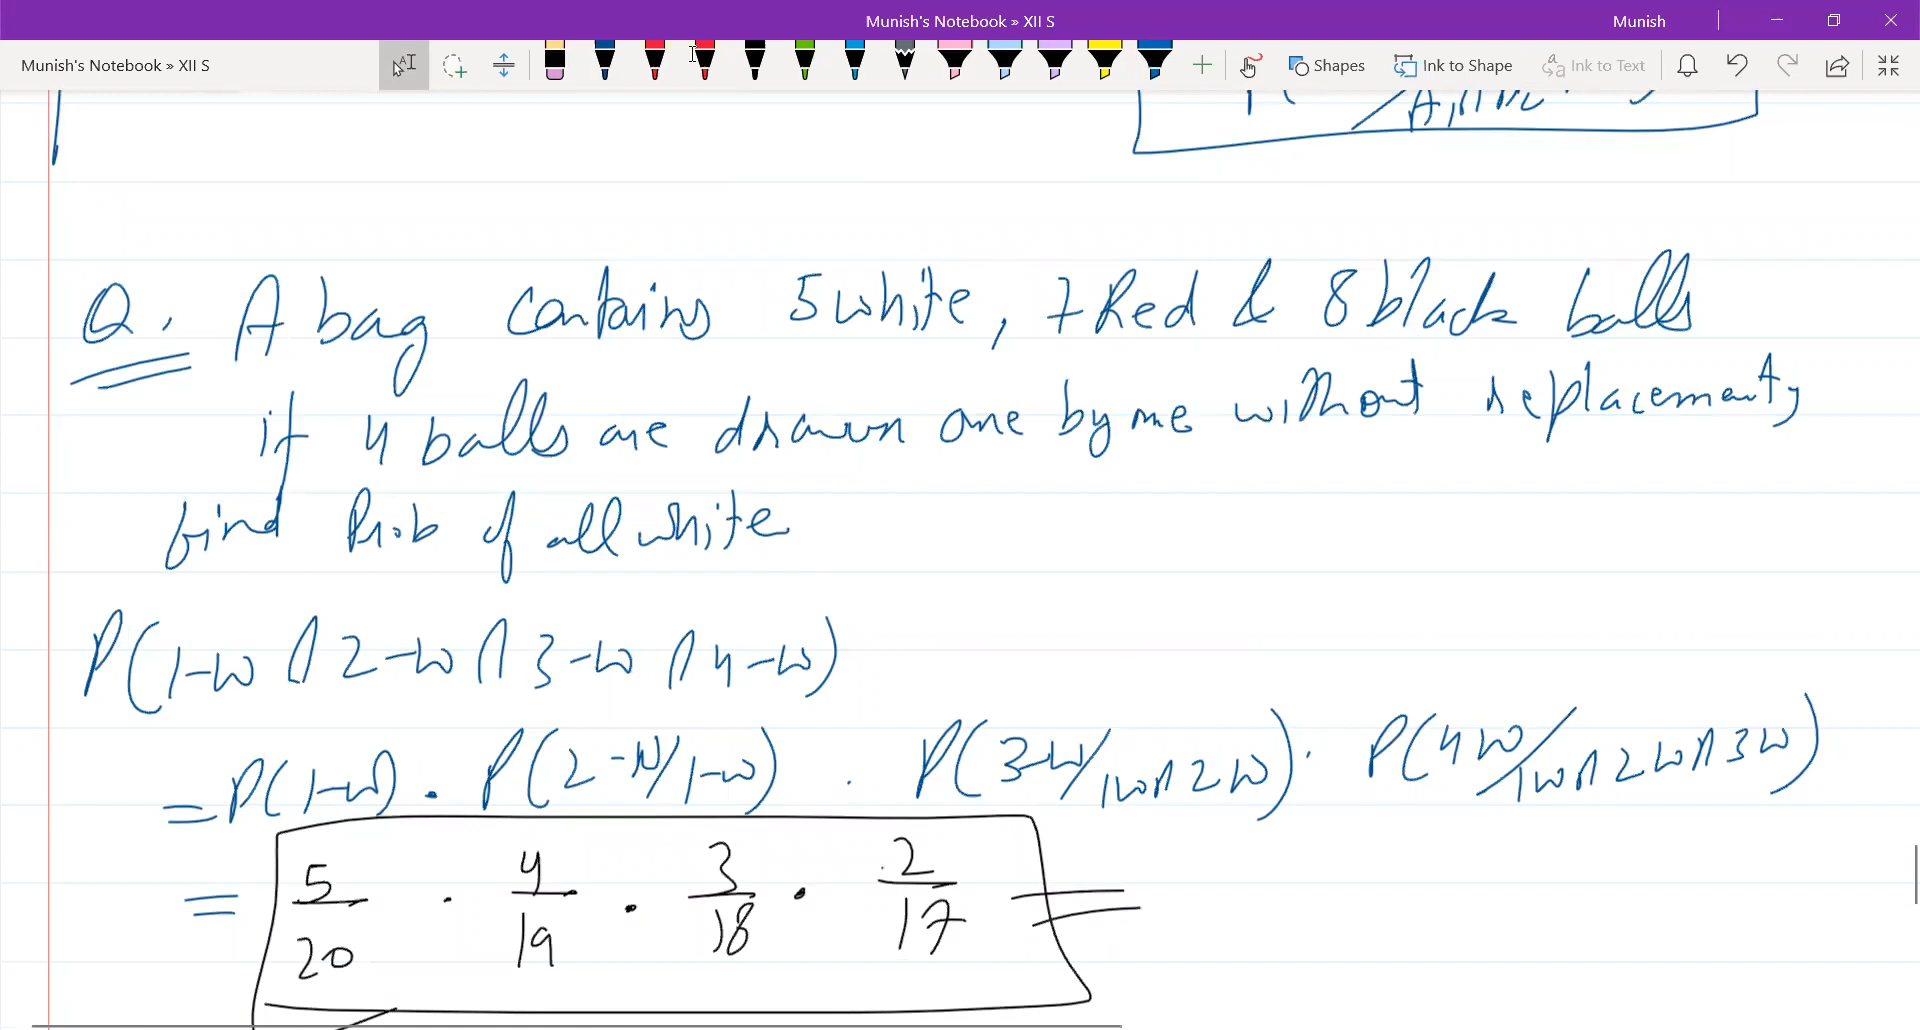 Munish's Notebook » XII S
Munish
Munish's Notebook » XII S
Shapes
Ink to Shape
Ink to Text
Q. A bag contains 5 white, 7 Red & 8 black balls
if 4 balls are drawn one by one without replacement,
find Prob of all white
P(1-W ∩ 2-W ∩ 3-W ∩ 4-W)
= P(1-W) . P(2-W/1-W) . P(3-W/1W∩2W) . P(4W/1W∩2W∩3W)
= 5/20 . 4/19 . 3/18 . 2/17 =